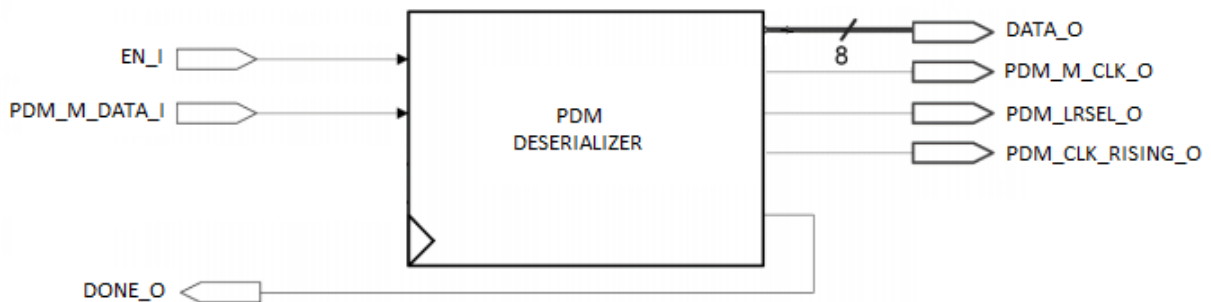 DATA_O
EN_I
8
PDM_M_CLK_O
PDM_M_DATA_I
PDM
DESERIALIZER
PDM_LRSEL_O
PDM_CLK_RISING_O
DONE_O